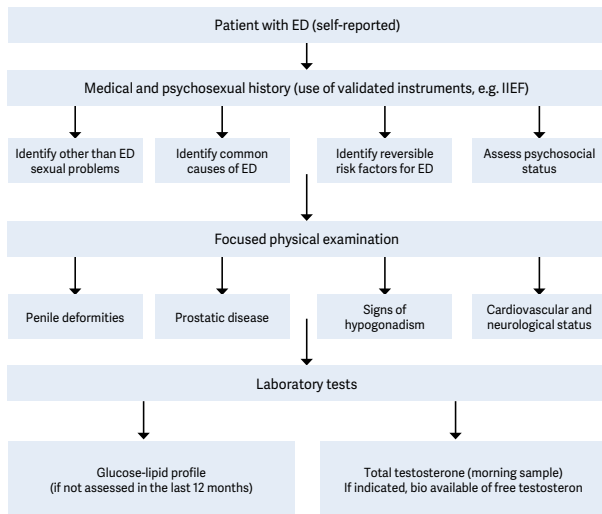 Patient with ED (self-reported)
Medical and psychosexual history (use of validated instruments, e.g. IIEF)
Identify other than ED
sexual problems
Identify common
causes of ED
Identify reversible
risk factors for ED
Assess psychosocial
status
Focused physical examination
Penile deformities
Prostatic disease
Signs of
hypogonadism
Cardiovascular and
neurological status
Laboratory tests
Glucose-lipid profile
(if not assessed in the last 12 months)
Total testosterone (morning sample)
If indicated, bio available of free testosteron